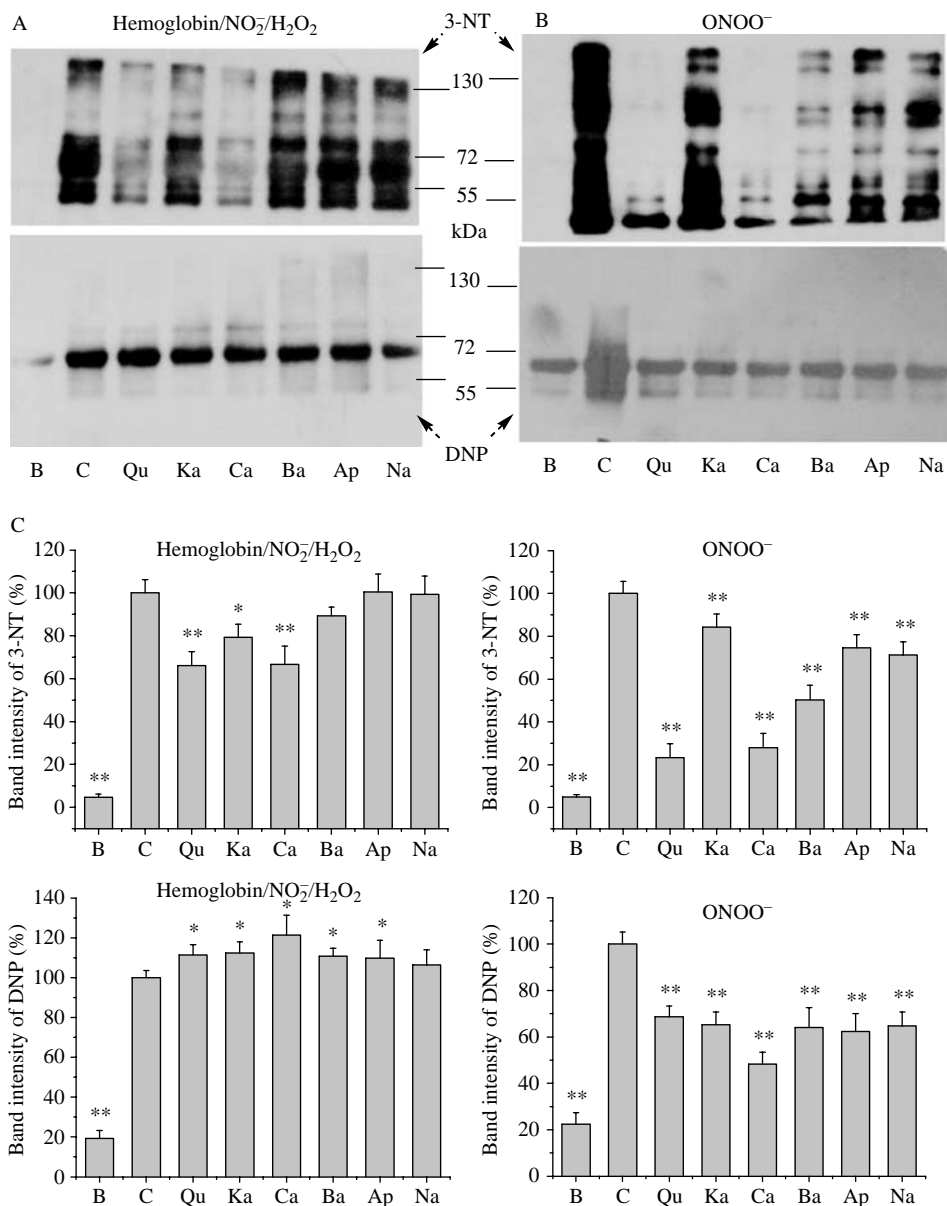 A
Hemoglobin/NO₂⁻/H₂O₂
3-NT
B
ONOO⁻
130
72
55
kDa
130
72
55
DNP
B C Qu Ka Ca Ba Ap Na
B C Qu Ka Ca Ba Ap Na
C
Hemoglobin/NO₂⁻/H₂O₂
Band intensity of 3-NT (%)
120
100
80
60
40
20
0
** ** * **
B C Qu Ka Ca Ba Ap Na
ONOO⁻
Band intensity of 3-NT (%)
120
100
80
60
40
20
0
** ** ** ** ** ** **
B C Qu Ka Ca Ba Ap Na
Hemoglobin/NO₂⁻/H₂O₂
Band intensity of DNP (%)
140
120
100
80
60
40
20
0
** * * * * *
B C Qu Ka Ca Ba Ap Na
ONOO⁻
Band intensity of DNP (%)
120
100
80
60
40
20
0
** ** ** ** ** ** **
B C Qu Ka Ca Ba Ap Na